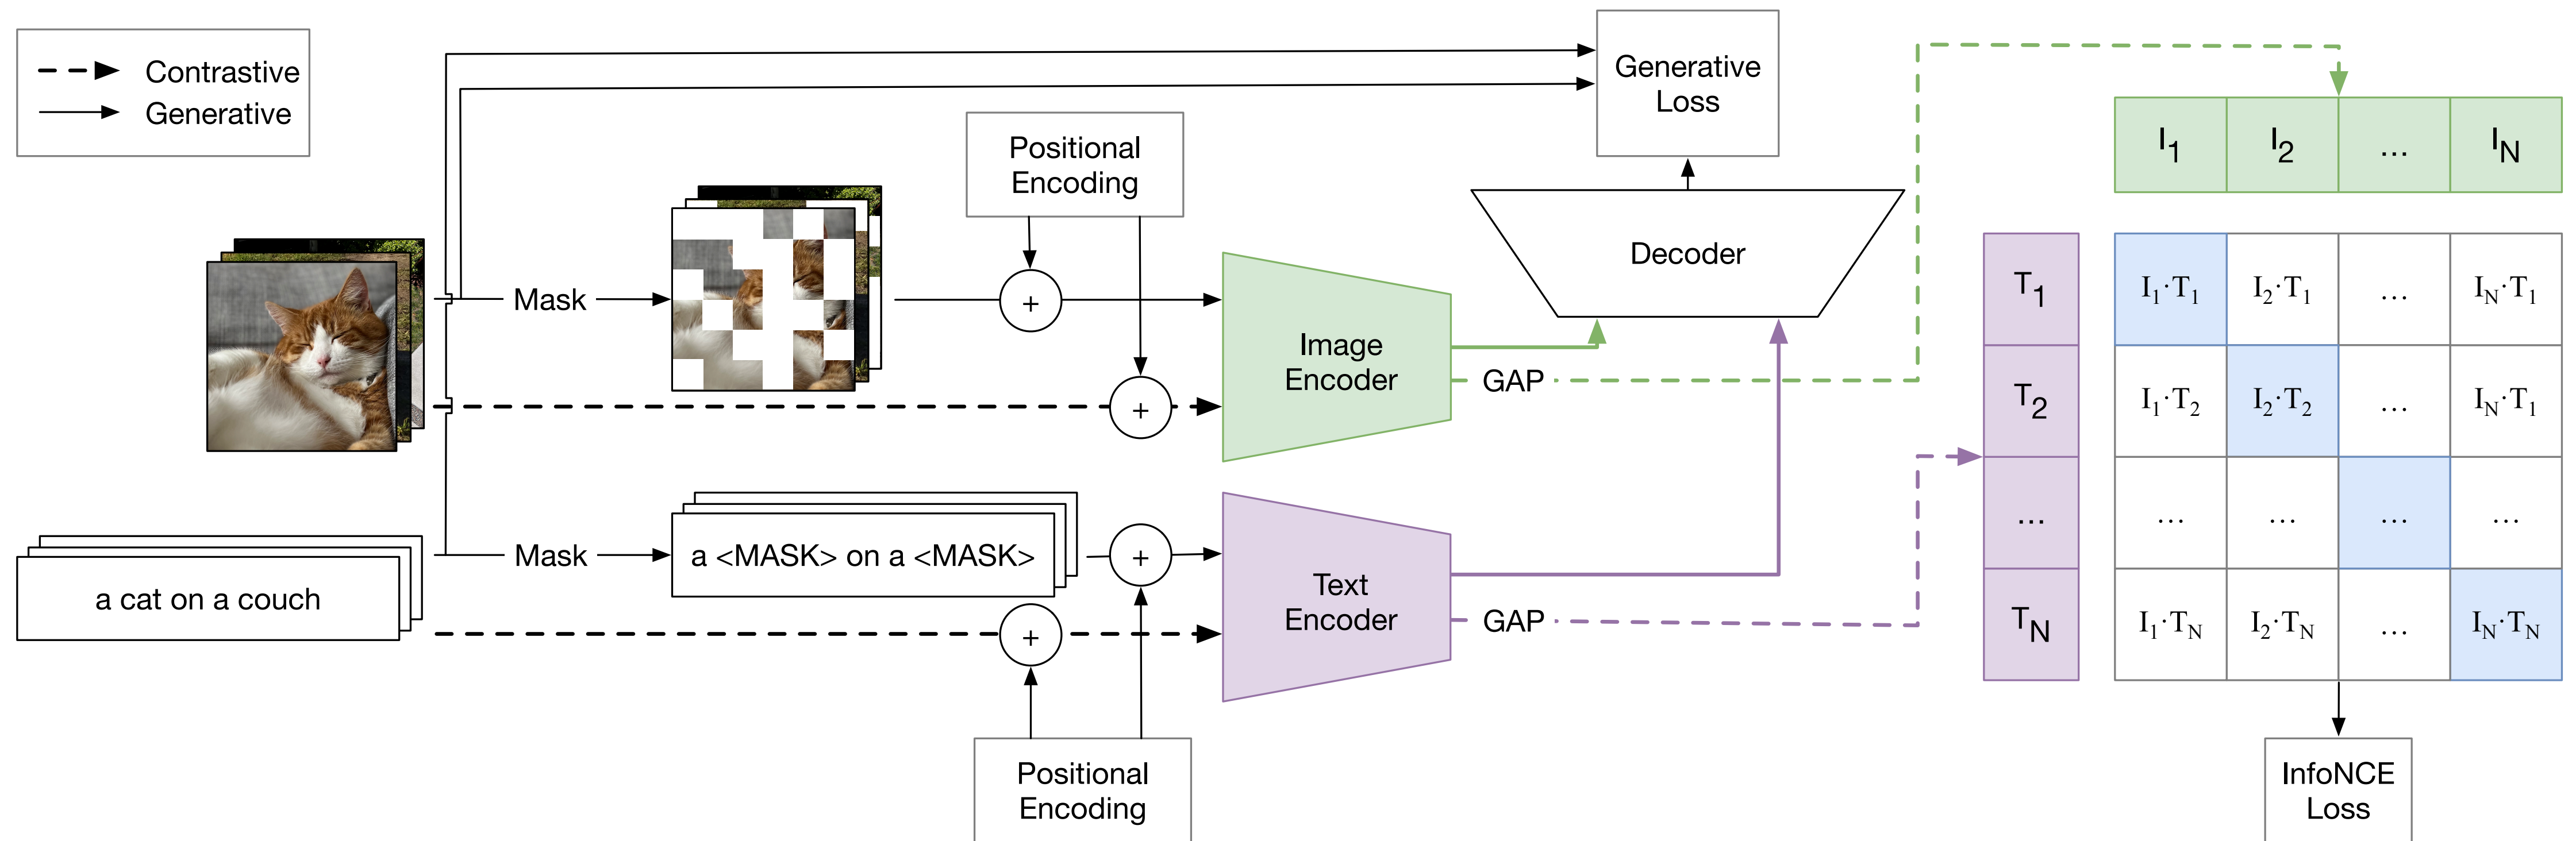 Contrastive
Generative
Generative
Loss
Positional
Encoding
I1
I2
...
IN
Decoder
Mask
+
Image
Encoder
GAP
+
T1
I1·T1
I2·T1
...
IN·T1
T2
I1·T2
I2·T2
...
IN·T1
...
...
...
...
...
TN
I1·TN
I2·TN
...
IN·TN
a cat on a couch
Mask
a <MASK> on a <MASK>
+
+
Text
Encoder
GAP
Positional
Encoding
InfoNCE
Loss